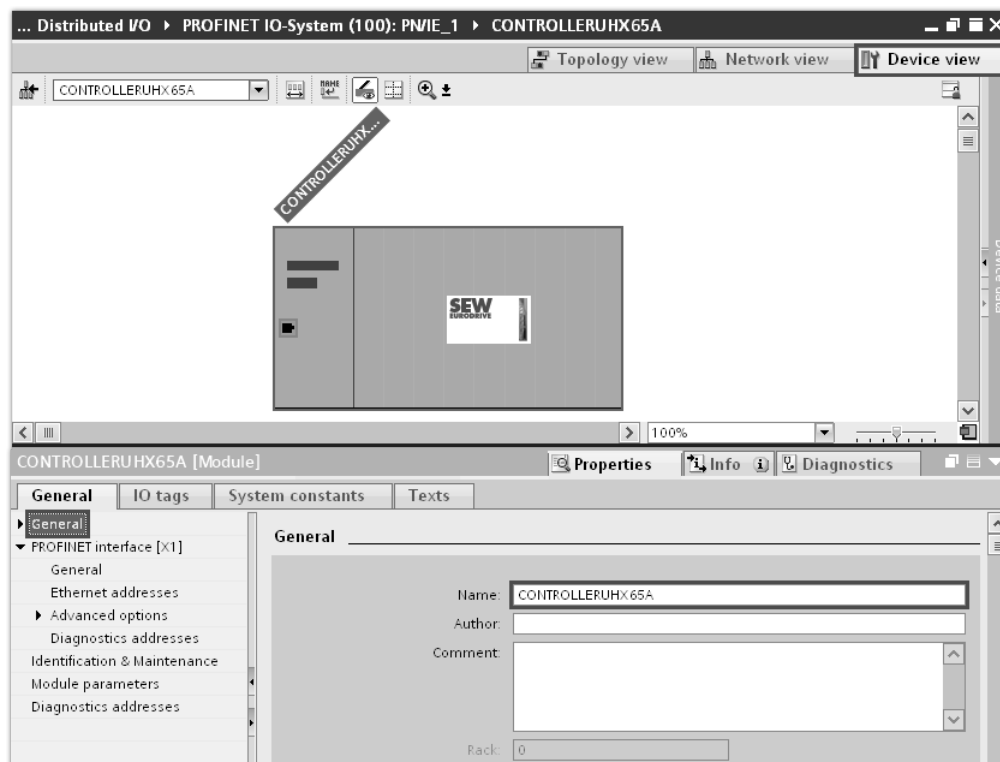 ... Distributed I/O ▸ PROFINET IO-System (100): PN/IE_1 ▸ CONTROLLERUHX65A
Topology view Network view Device view
CONTROLLERUHX65A
CONTROLLERUHX...
SEW
EURODRIVE
Device data
100%
CONTROLLERUHX65A [Module]
Properties Info Diagnostics
General IO tags System constants Texts
General
PROFINET interface [X1]
General
Ethernet addresses
Advanced options
Diagnostics addresses
Identification & Maintenance
Module parameters
Diagnostics addresses
General
Name: CONTROLLERUHX65A
Author:
Comment:
Rack: 0